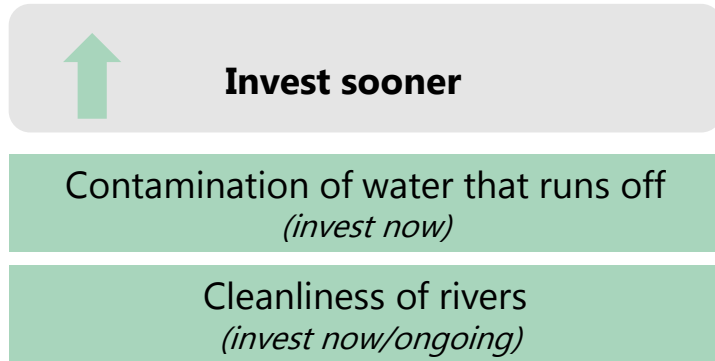 Invest sooner
Contamination of water that runs off
(invest now)
Cleanliness of rivers
(invest now/ongoing)